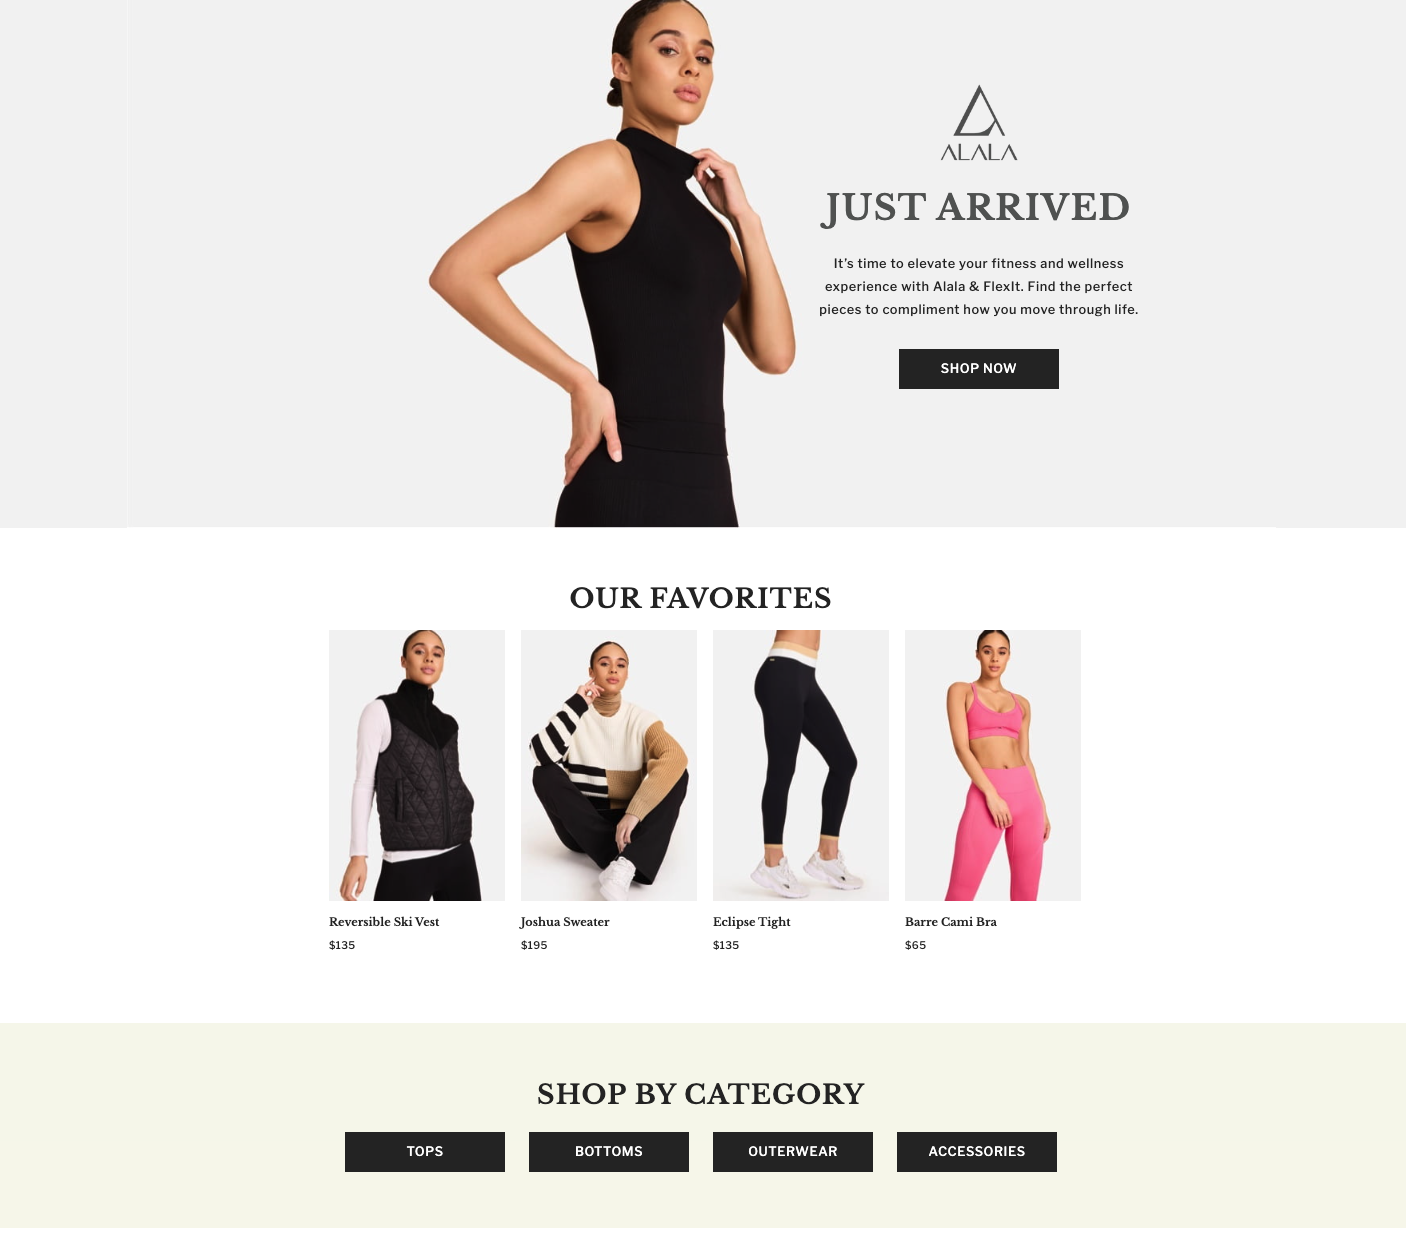 ALALA
JUST ARRIVED
It's time to elevate your fitness and wellness
experience with Alala & FlexIt. Find the perfect
pieces to compliment how you move through life.
SHOP NOW
OUR FAVORITES
Reversible Ski Vest
$135
Joshua Sweater
$195
Eclipse Tight
$135
Barre Cami Bra
$65
SHOP BY CATEGORY
TOPS
BOTTOMS
OUTERWEAR
ACCESSORIES